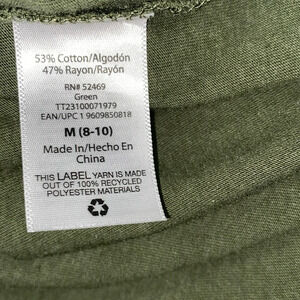 53% Cotton/Algodón
47% Rayon/Rayón
RN# 52469
Green
TT23100071979
EAN/UPC 1 9609850818
M (8-10)
Made In/Hecho En
China
THIS LABEL YARN IS MADE
OUT OF 100% RECYCLED
POLYESTER MATERIALS